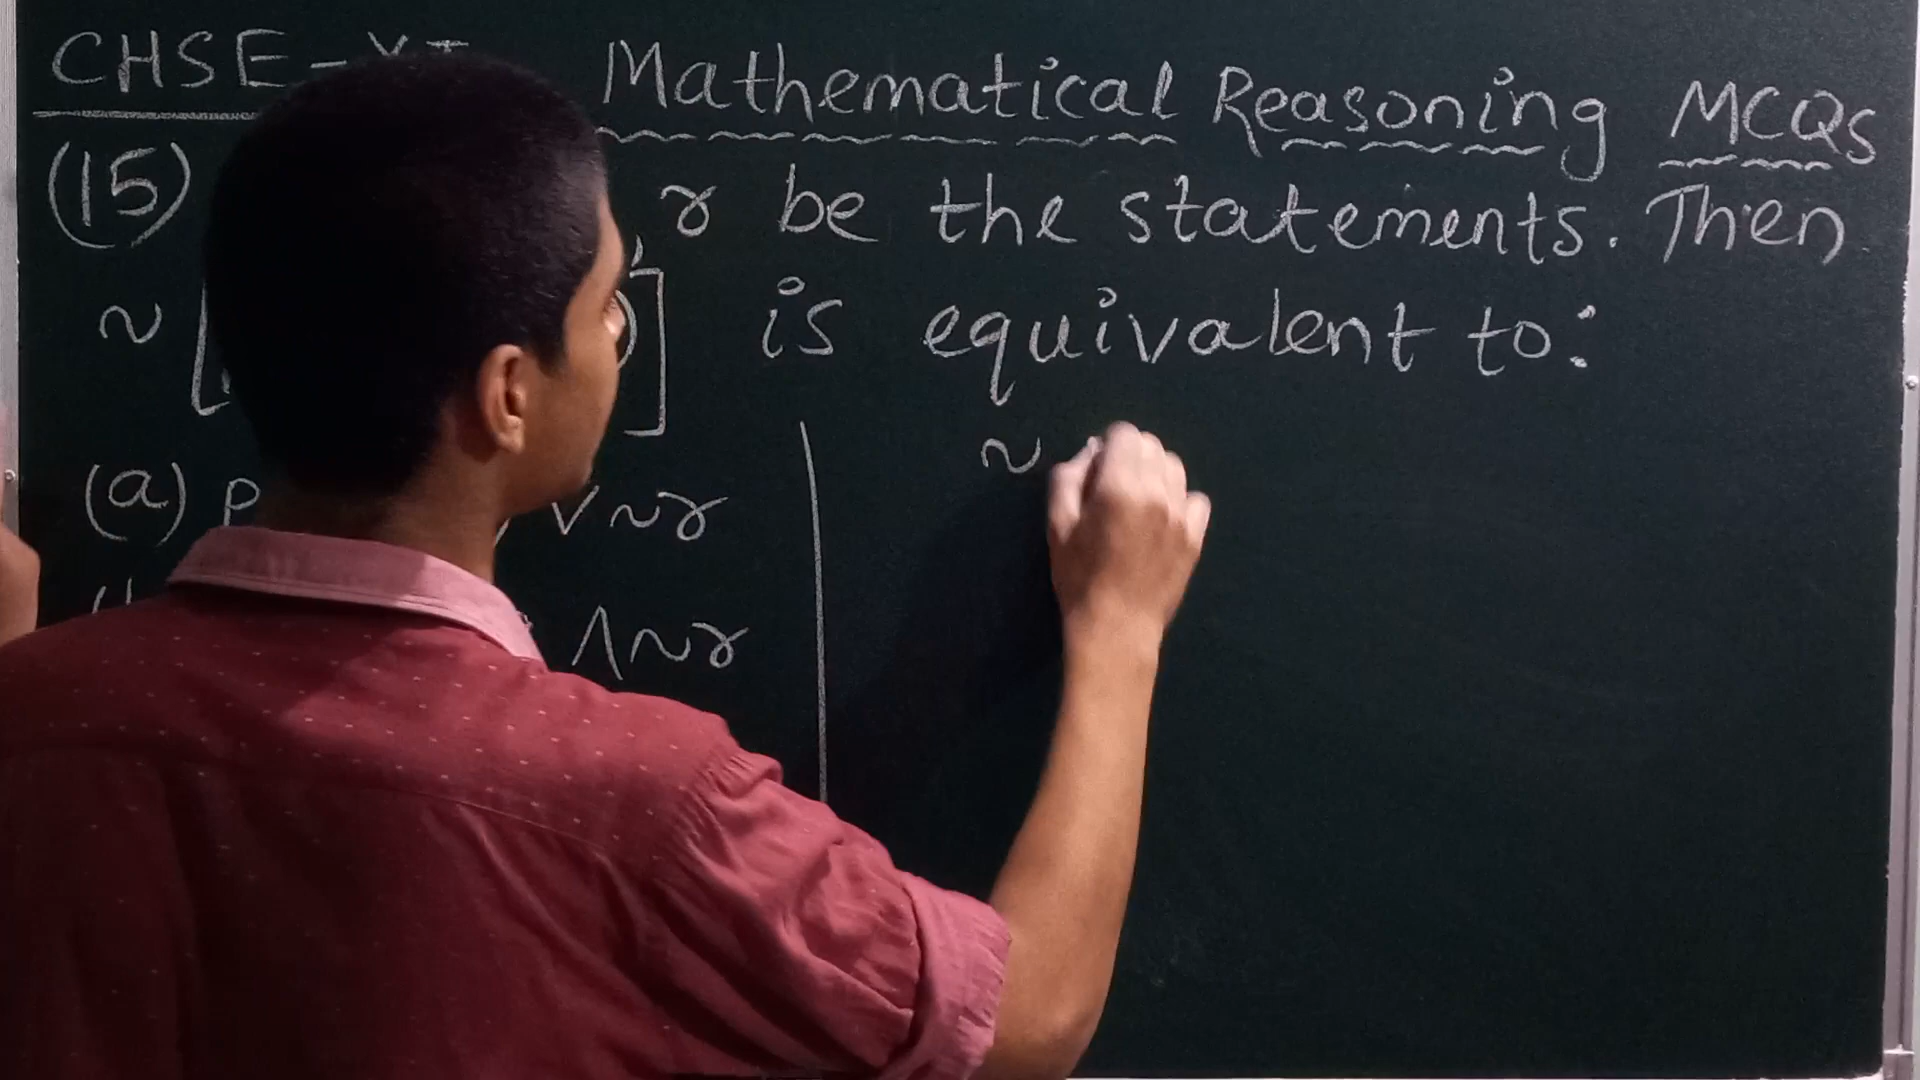 CHSE- Mathematical Reasoning MCQs
(15) , r be the statements. Then
~ [ )] is equivalent to:
(a) p ∨ ~r ~
∧ ~r